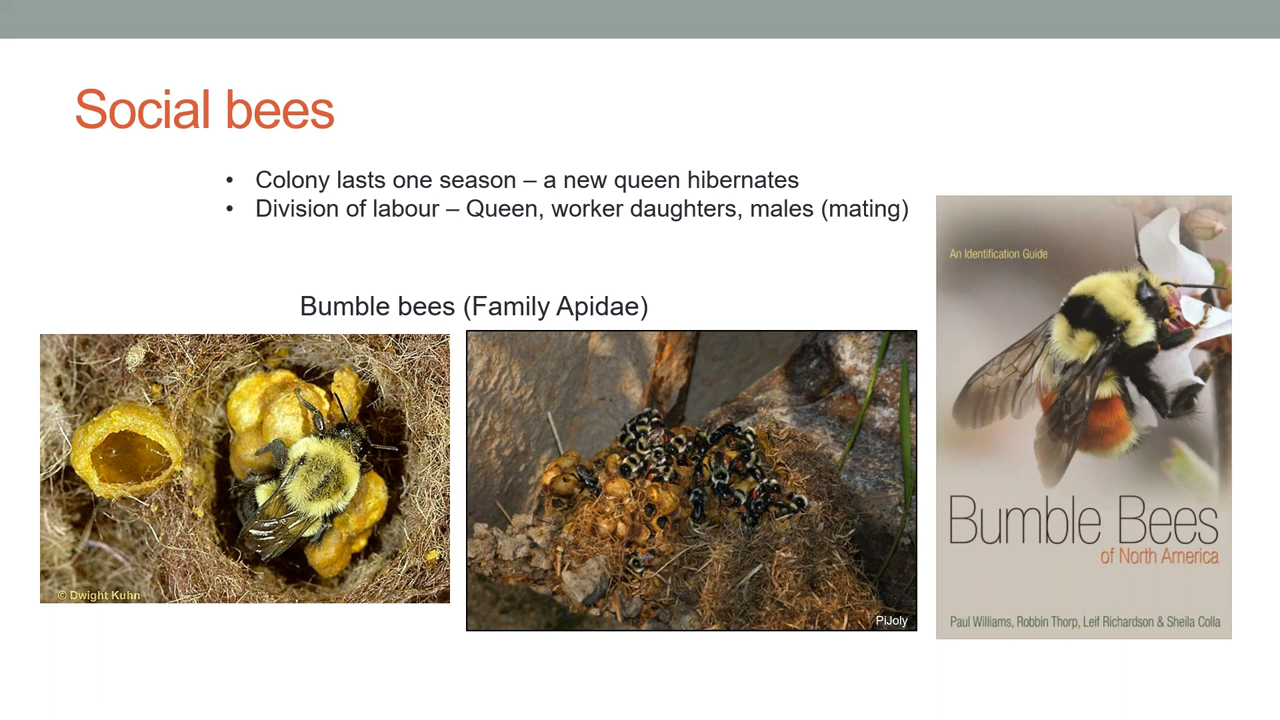 Social bees
• Colony lasts one season – a new queen hibernates
• Division of labour – Queen, worker daughters, males (mating)
Bumble bees (Family Apidae)
© Dwight Kuhn
PiJoly
An Identification Guide
Bumble Bees
of North America
Paul Williams, Robbin Thorp, Leif Richardson & Sheila Colla